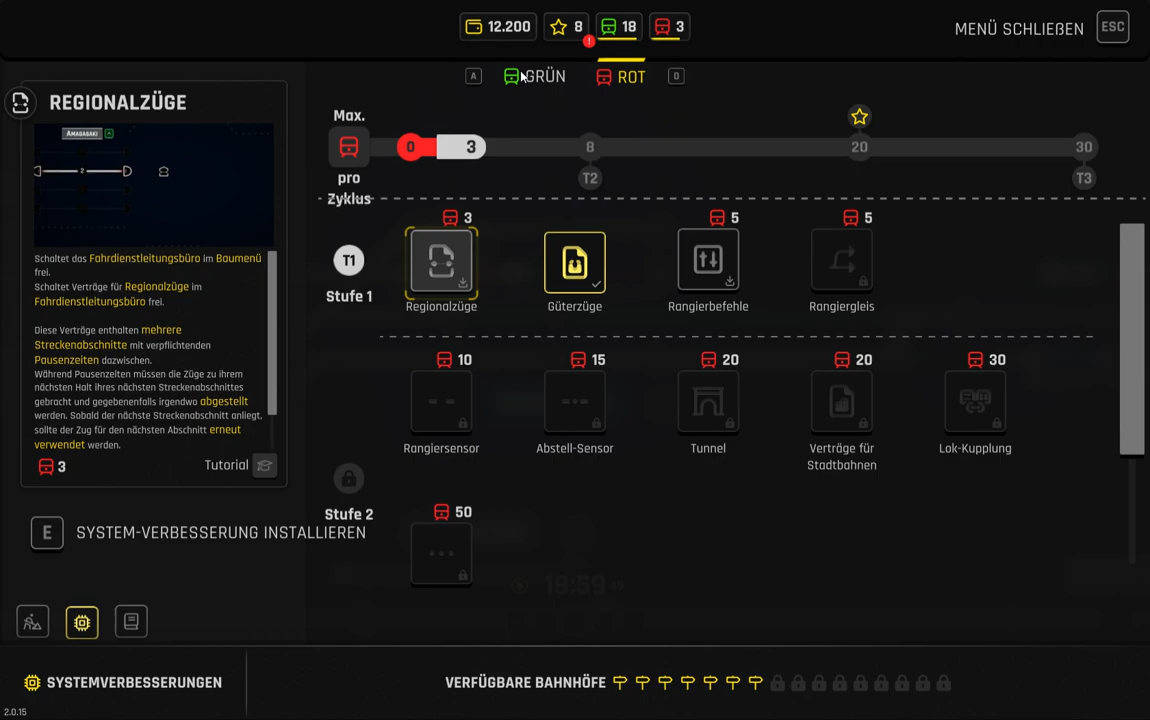 12.200
8
18
3
MENÜ SCHLIEßEN
ESC
A
GRÜN
ROT
D
REGIONALZÜGE
AMAGASAKI
2
Schaltet das Fahrdienstleitungsbüro im Baumenü
frei.
Schaltet Verträge für Regionalzüge im
Fahrdienstleitungsbüro frei.
Diese Verträge enthalten mehrere
Streckenabschnitte mit verpflichtenden
Pausenzeiten dazwischen.
Während Pausenzeiten müssen die Züge zu ihrem
nächsten Halt ihres nächsten Streckenabschnittes
gebracht und gegebenenfalls irgendwo abgestellt
werden. Sobald der nächste Streckenabschnitt anliegt,
sollte der Zug für den nächsten Abschnitt erneut
verwendet werden.
3
Tutorial
E
SYSTEM-VERBESSERUNG INSTALLIEREN
Max.
pro
Zyklus
0
3
8
20
30
T2
T3
3
5
5
T1
Stufe 1
Regionalzüge
Güterzüge
Rangierbefehle
Rangiergleis
10
15
20
20
30
Rangiersensor
Abstell-Sensor
Tunnel
Verträge für
Stadtbahnen
Lok-Kupplung
Stufe 2
50
18:59
SYSTEMVERBESSERUNGEN
VERFÜGBARE BAHNHÖFE
2.0.15